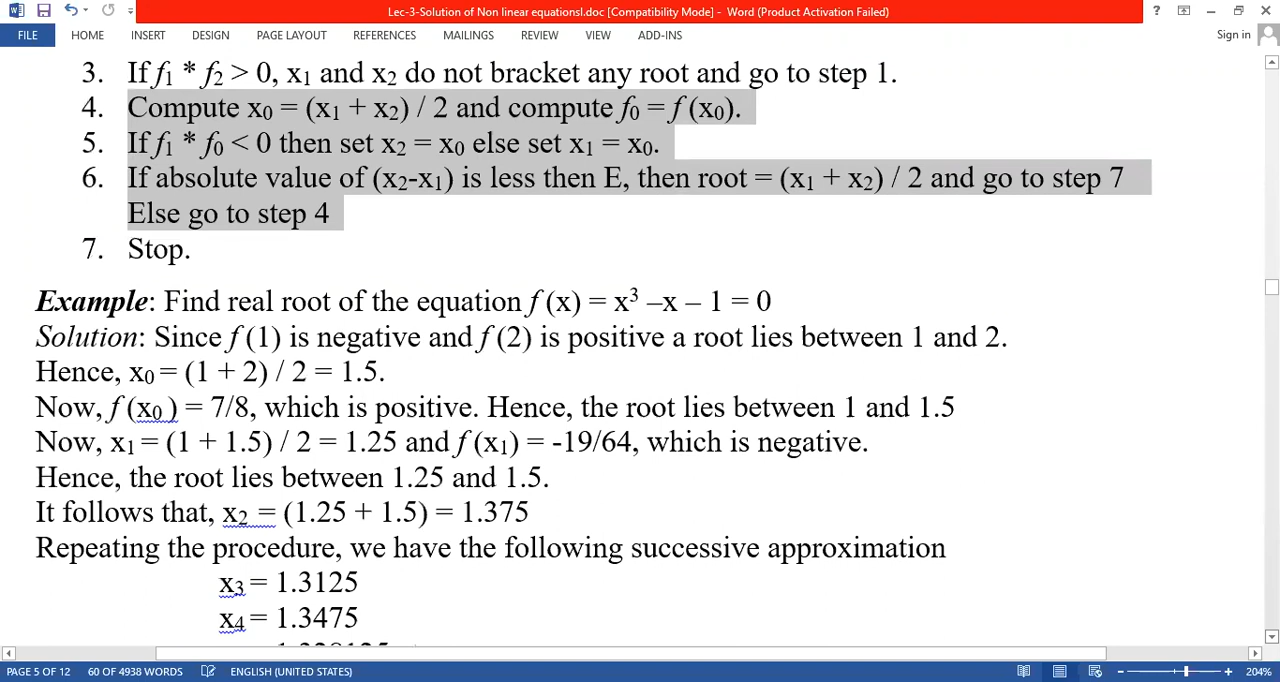 Lec-3-Solution of Non linear equationsI.doc [Compatibility Mode] - Word (Product Activation Failed)
FILE HOME INSERT DESIGN PAGE LAYOUT REFERENCES MAILINGS REVIEW VIEW ADD-INS Sign in
3. If f₁ * f₂ > 0, x₁ and x₂ do not bracket any root and go to step 1.
4. Compute x₀ = (x₁ + x₂) / 2 and compute f₀ = f (x₀).
5. If f₁ * f₀ < 0 then set x₂ = x₀ else set x₁ = x₀.
6. If absolute value of (x₂-x₁) is less then E, then root = (x₁ + x₂) / 2 and go to step 7
Else go to step 4
7. Stop.
Example: Find real root of the equation f (x) = x³ –x – 1 = 0
Solution: Since f (1) is negative and f (2) is positive a root lies between 1 and 2.
Hence, x₀ = (1 + 2) / 2 = 1.5.
Now, f (x₀ ) = 7/8, which is positive. Hence, the root lies between 1 and 1.5
Now, x₁ = (1 + 1.5) / 2 = 1.25 and f (x₁) = -19/64, which is negative.
Hence, the root lies between 1.25 and 1.5.
It follows that, x₂ = (1.25 + 1.5) = 1.375
Repeating the procedure, we have the following successive approximation
x₃ = 1.3125
x₄ = 1.3475
PAGE 5 OF 12 60 OF 4938 WORDS ENGLISH (UNITED STATES) 204%